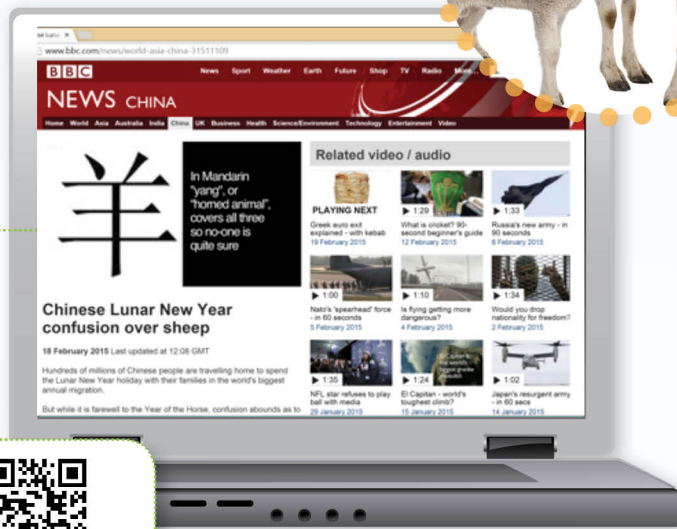 www.bbc.com/news/world-asia-china-31511109
BBC
News Sport Weather Earth Future Shop TV Radio More...
NEWS CHINA
Home World Asia Australia India China UK Business Health Science/Environment Technology Entertainment Video
羊
In Mandarin
"yang", or
"horned animal",
covers all three
so no-one is
quite sure
Chinese Lunar New Year
confusion over sheep
18 February 2015 Last updated at 12:08 GMT
Hundreds of millions of Chinese people are travelling home to spend
the Lunar New Year holiday with their families in the world's biggest
annual migration.
But while it is farewell to the Year of the Horse, confusion abounds as to
Related video / audio
PLAYING NEXT
Greek euro exit
explained - with kebab
19 February 2015
1:29
What is cricket? 90-
second beginner's guide
12 February 2015
1:33
Russia's new army - in
90 seconds
6 February 2015
1:00
Nato's 'spearhead' force
- in 60 seconds
5 February 2015
1:10
Is flying getting more
dangerous?
4 February 2015
1:34
Would you drop
nationality for freedom?
2 February 2015
1:35
NFL star refuses to play
ball with media
29 January 2015
1:24
El Capitan - world's
toughest climb?
15 January 2015
1:02
Japan's resurgent army
- in 60 secs
14 January 2015